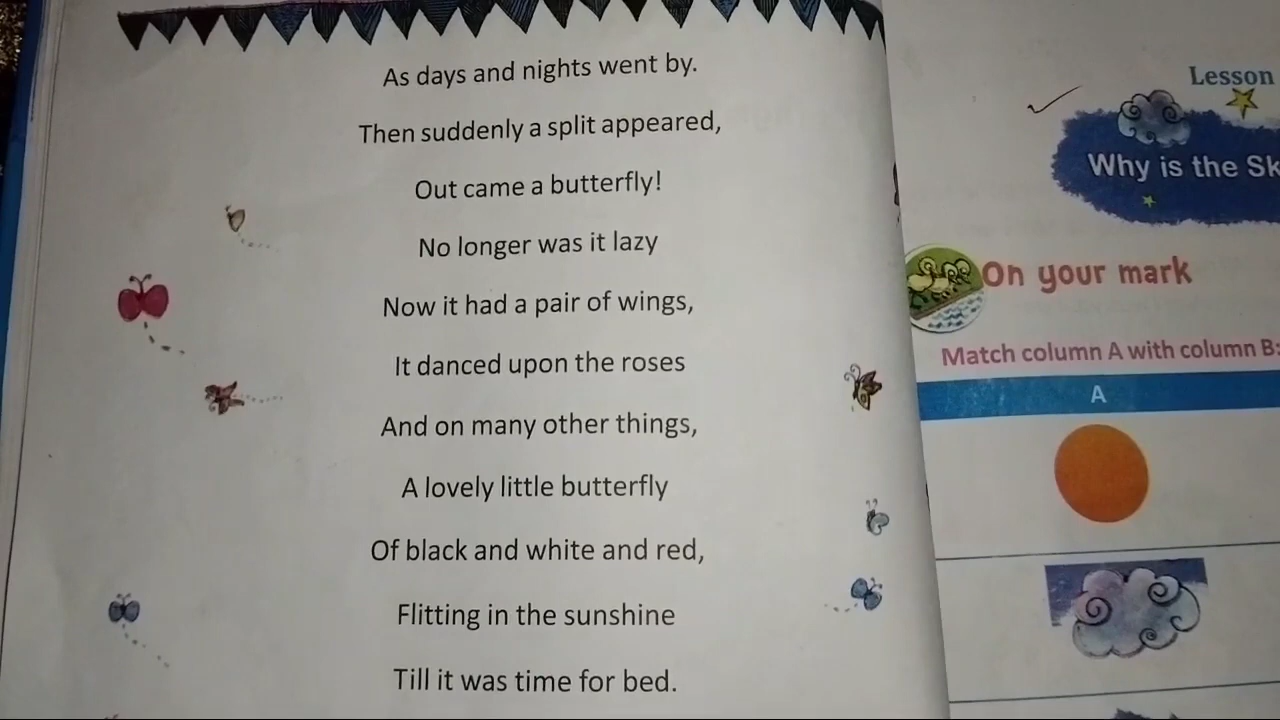 As days and nights went by.
Then suddenly a split appeared,
Out came a butterfly!
No longer was it lazy
Now it had a pair of wings,
It danced upon the roses
And on many other things,
A lovely little butterfly
Of black and white and red,
Flitting in the sunshine
Till it was time for bed.
Lesson
Why is the Sk
On your mark
Match column A with column B:
A